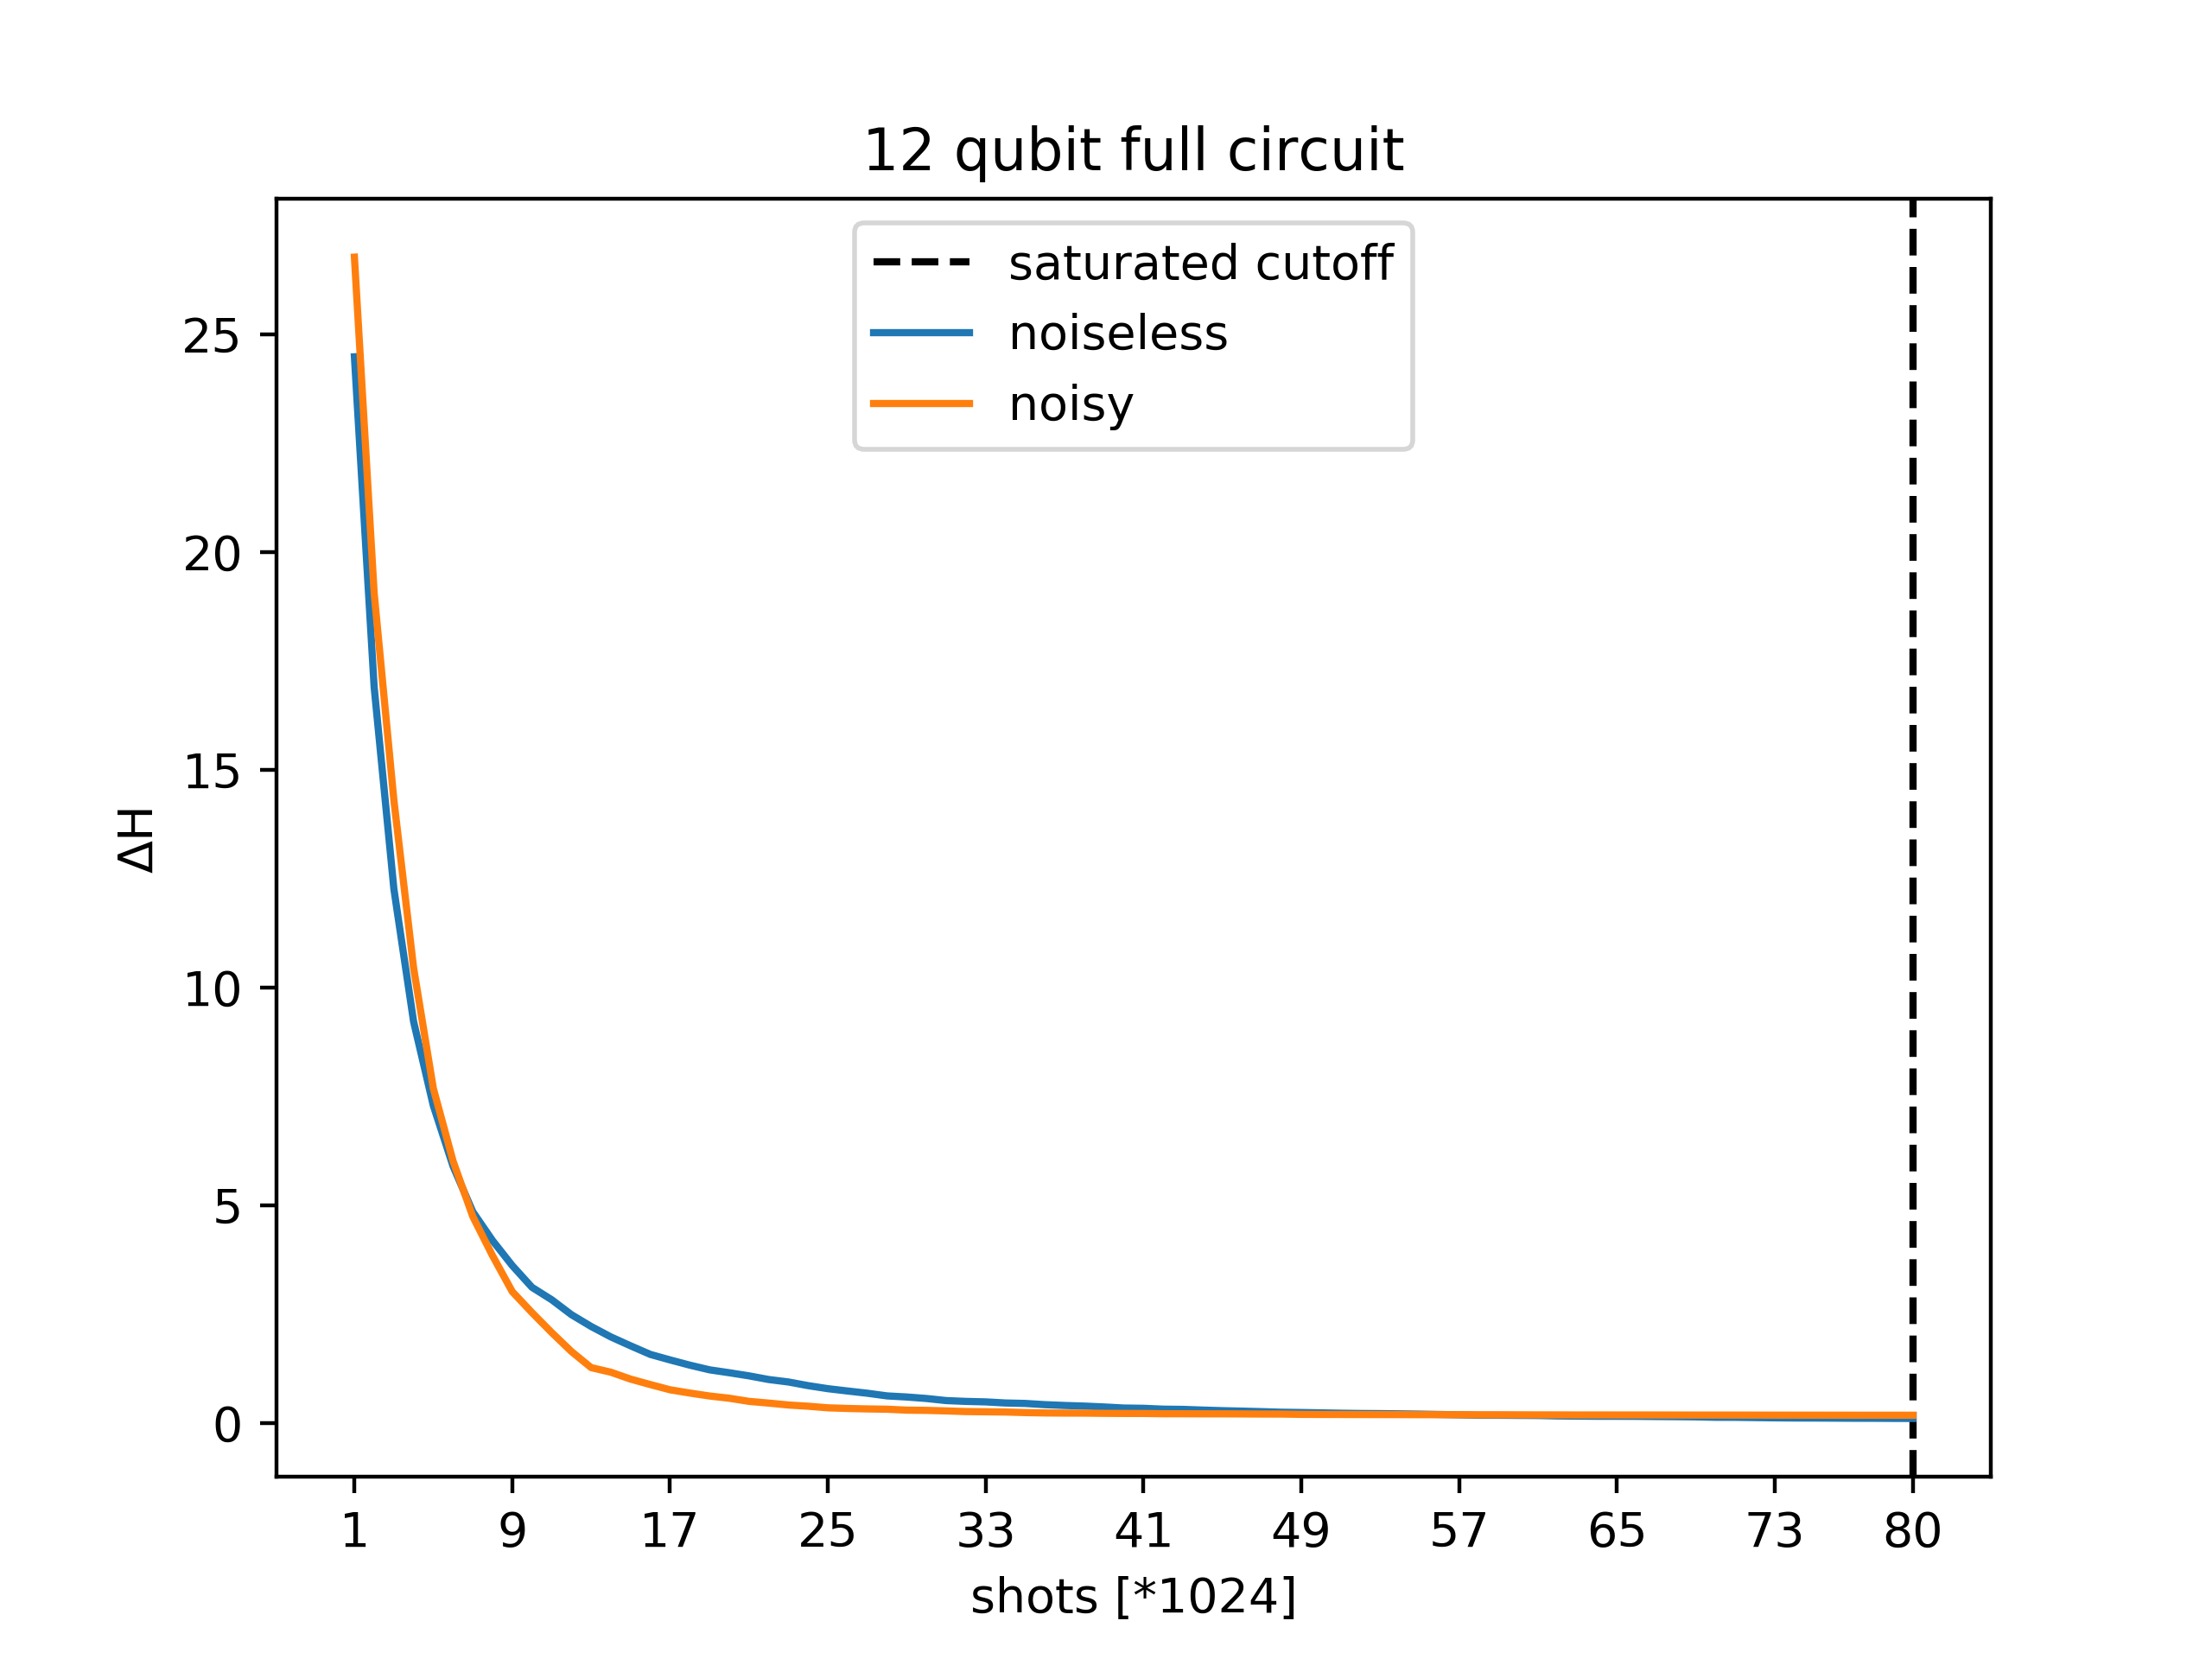 12 qubit full circuit
saturated cutoff
noiseless
noisy
25
20
15
10
5
0
ΔH
1 9 17 25 33 41 49 57 65 73 80
shots [*1024]